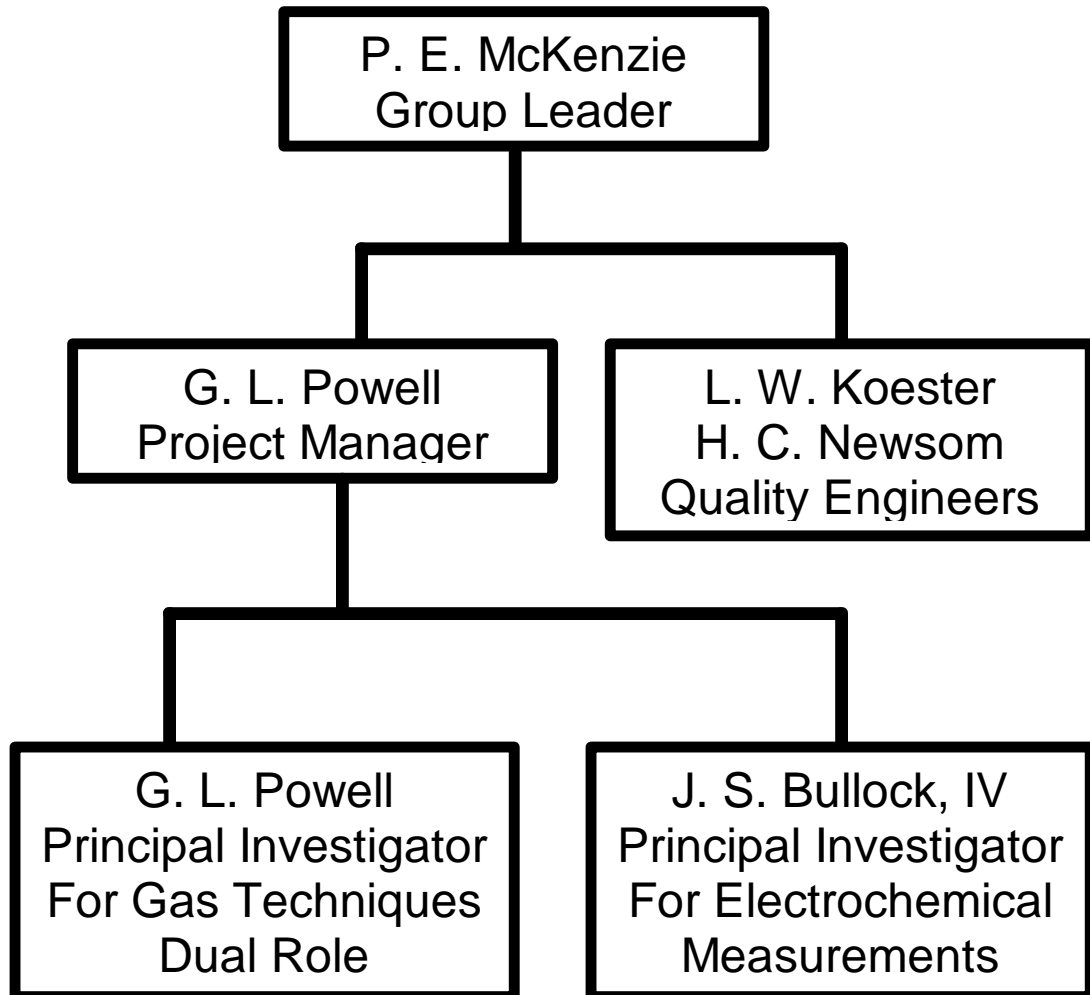 P. E. McKenzie
Group Leader
G. L. Powell
Project Manager
L. W. Koester
H. C. Newsom
Quality Engineers
G. L. Powell
Principal Investigator
For Gas Techniques
Dual Role
J. S. Bullock, IV
Principal Investigator
For Electrochemical
Measurements